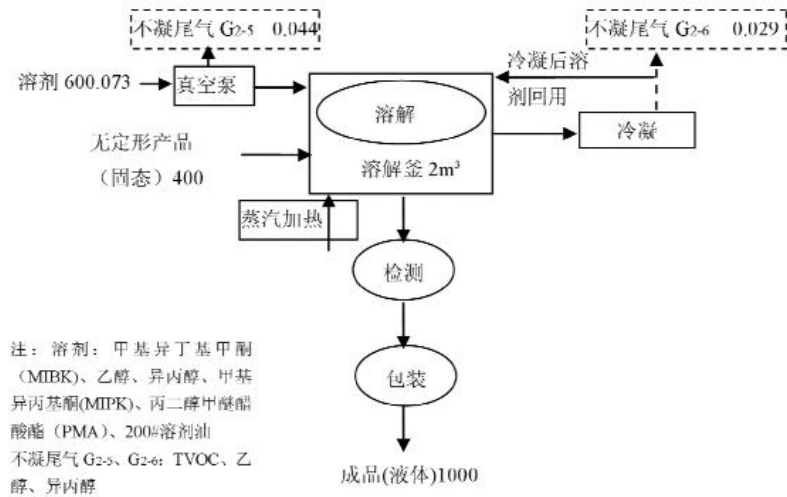 不凝尾气 G2-5 0.044
不凝尾气 G2-6 0.029
溶剂 600.073
真空泵
冷凝后溶
剂回用
溶解
冷凝
无定形产品
（固态）400
溶解釜 2m³
蒸汽加热
检测
包装
成品(液体)1000
注：溶剂：甲基异丁基甲酮
（MIBK)、乙醇、异丙醇、甲基
异丙基酮(MIPK)、丙二醇甲醚醋
酸酯（PMA）、200#溶剂油
不凝尾气 G2-5、G2-6：TVOC、乙
醇、异丙醇